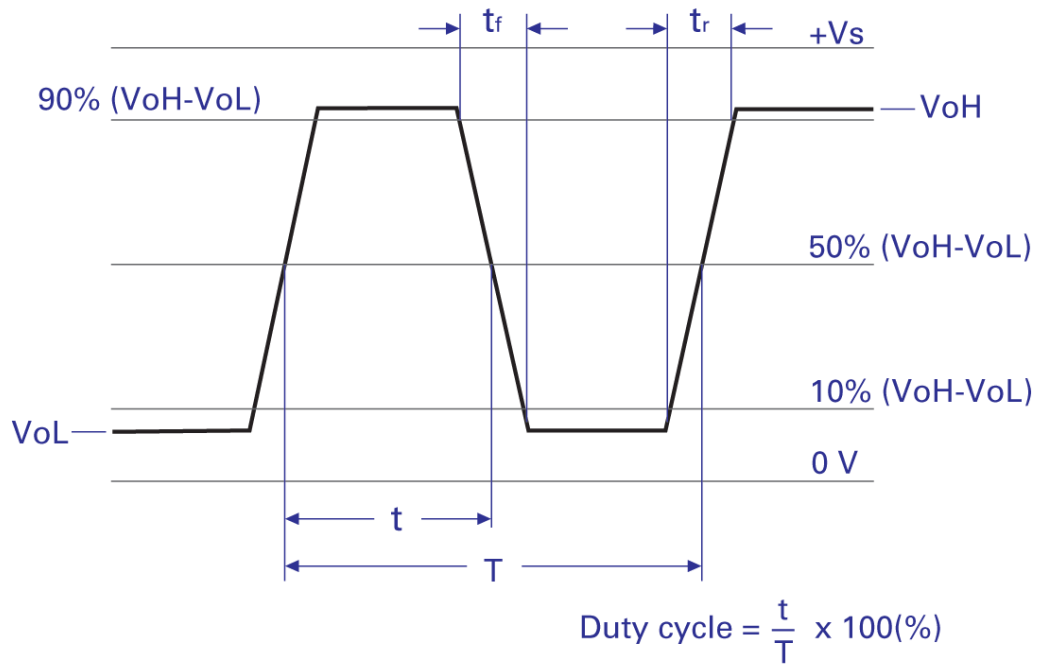 tf
tr
+Vs
90% (VoH-VoL)
VoH
50% (VoH-VoL)
10% (VoH-VoL)
VoL
0 V
t
T
Duty cycle = t/T x 100(%)